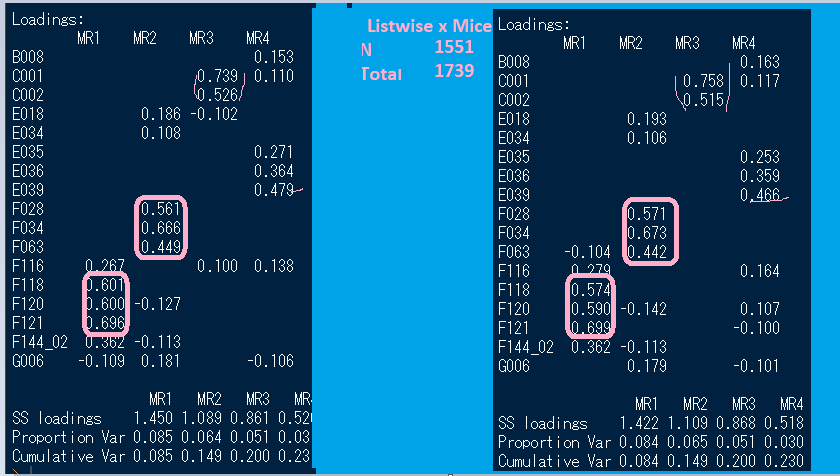 Loadings:
MR1 MR2 MR3 MR4
B008 0.153
C001 0.739 0.110
C002 0.526
E018 0.186 -0.102
E034 0.108
E035 0.271
E036 0.364
E039 0.479
F028 0.561
F034 0.666
F063 0.449
F116 0.267 0.100 0.138
F118 0.601
F120 0.600 -0.127
F121 0.696
F144_02 0.362 -0.113
G006 -0.109 0.181 -0.106
MR1 MR2 MR3 MR
SS loadings 1.450 1.089 0.861 0.520
Proportion Var 0.085 0.064 0.051 0.03
Cumulative Var 0.085 0.149 0.200 0.23
Listwise x Mice
N 1551
Total 1739
Loadings:
MR1 MR2 MR3 MR4
B008 0.163
C001 0.758 0.117
C002 0.515
E018 0.193
E034 0.106
E035 0.253
E036 0.359
E039 0.466
F028 0.571
F034 0.673
F063 -0.104 0.442
F116 0.279 0.164
F118 0.574
F120 0.590 -0.142 0.107
F121 0.699 -0.100
F144_02 0.362 -0.113
G006 0.179 -0.101
MR1 MR2 MR3 MR4
SS loadings 1.422 1.109 0.868 0.518
Proportion Var 0.084 0.065 0.051 0.030
Cumulative Var 0.084 0.149 0.200 0.230